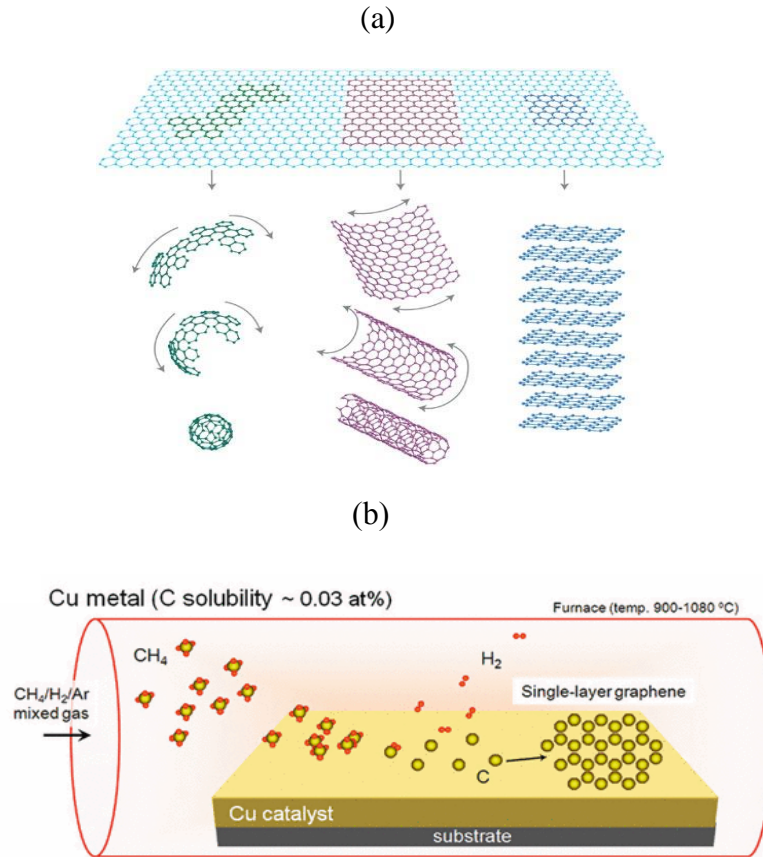 (a)
(b)
Cu metal (C solubility ~ 0.03 at%)
Furnace (temp. 900-1080 ºC)
CH₄
H₂
CH₄/H₂/Ar
mixed gas
Single-layer graphene
C
Cu catalyst
substrate